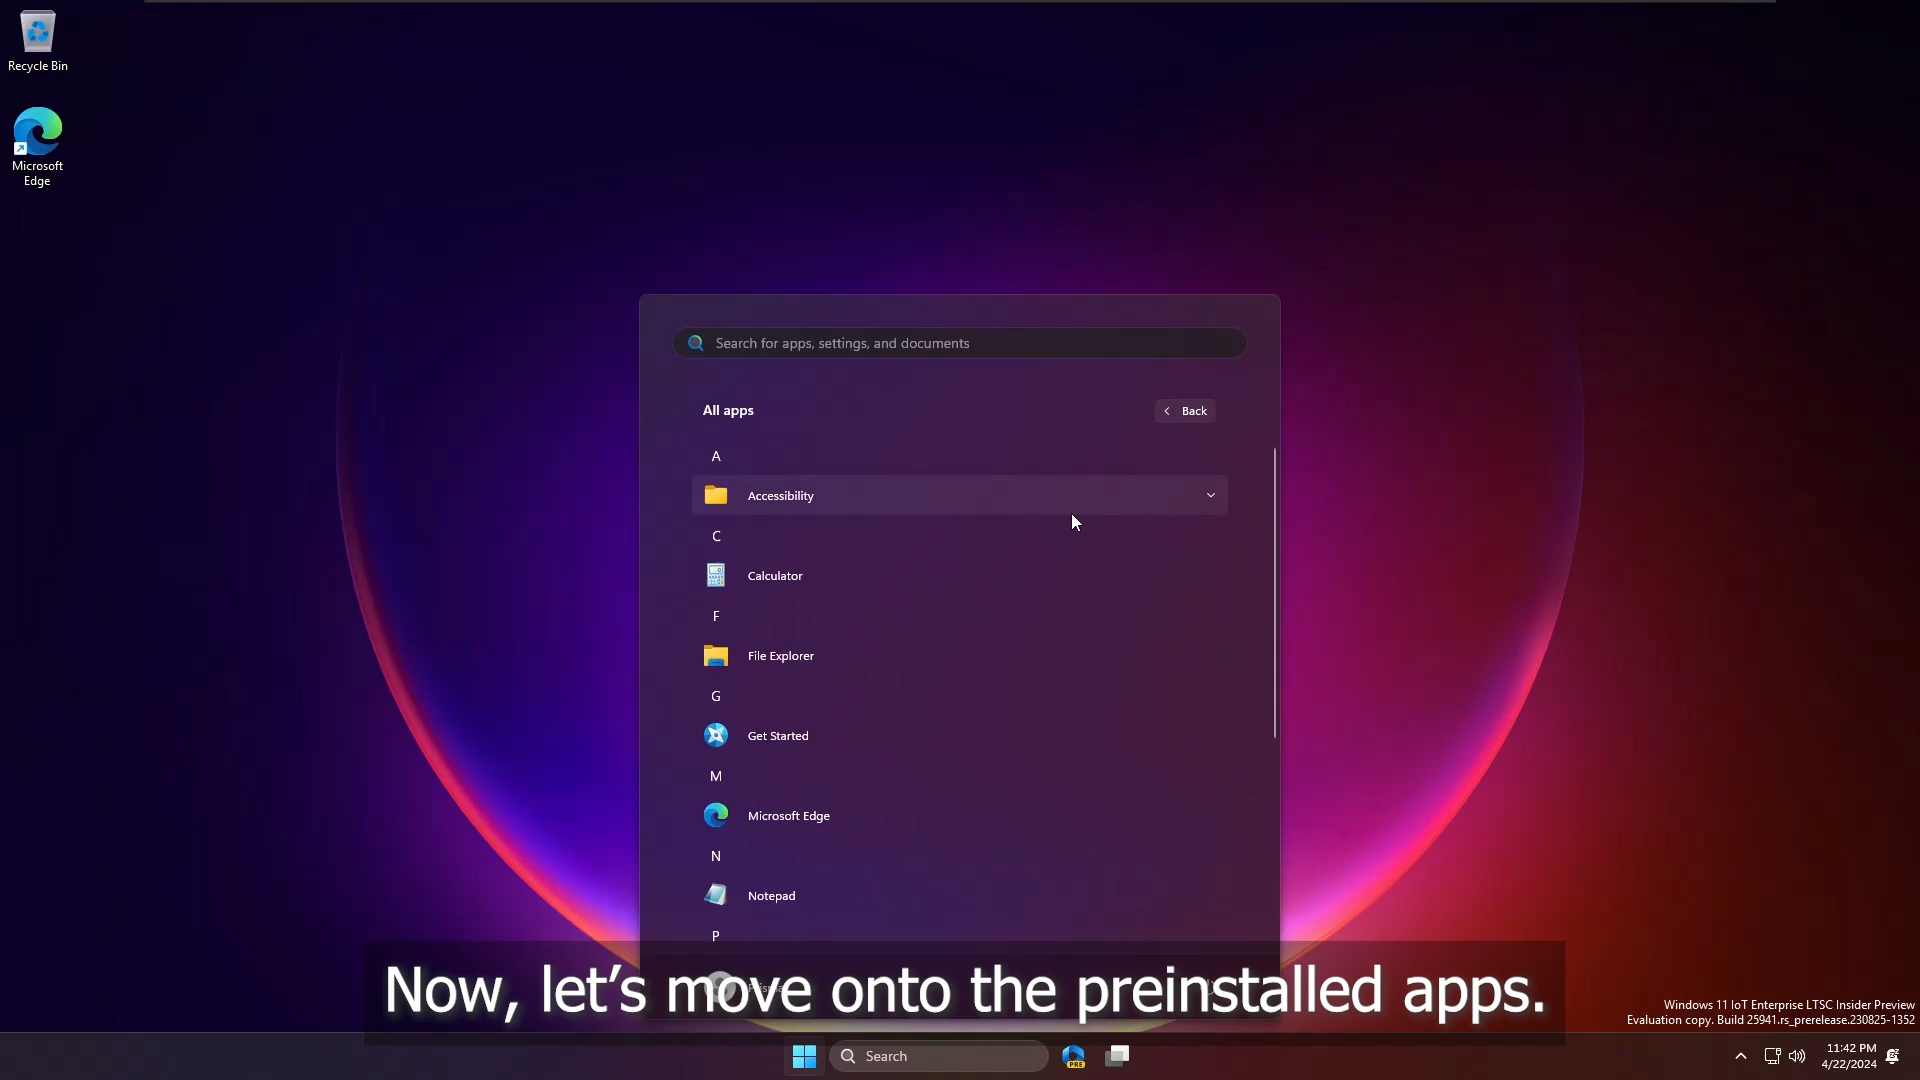 Recycle Bin
Microsoft
Edge
Search for apps, settings, and documents
All apps
Back
A
Accessibility
C
Calculator
F
File Explorer
G
Get Started
M
Microsoft Edge
N
Notepad
P
Now, let’s move onto the preinstalled apps.
Windows 11 IoT Enterprise LTSC Insider Preview
Evaluation copy. Build 25941.rs_prerelease.230825-1352
Search
PRE
11:42 PM
4/22/2024